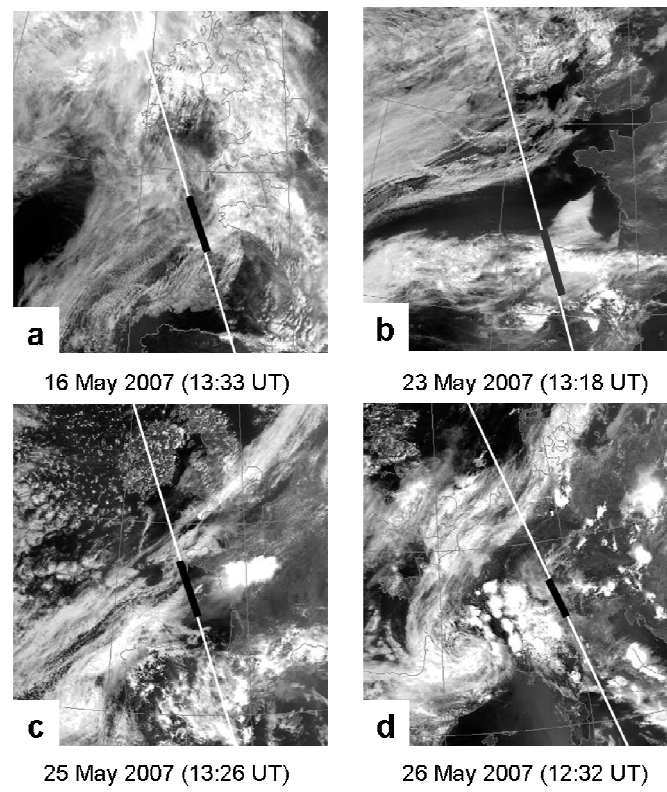 a
b
16 May 2007 (13:33 UT)
23 May 2007 (13:18 UT)
c
d
25 May 2007 (13:26 UT)
26 May 2007 (12:32 UT)